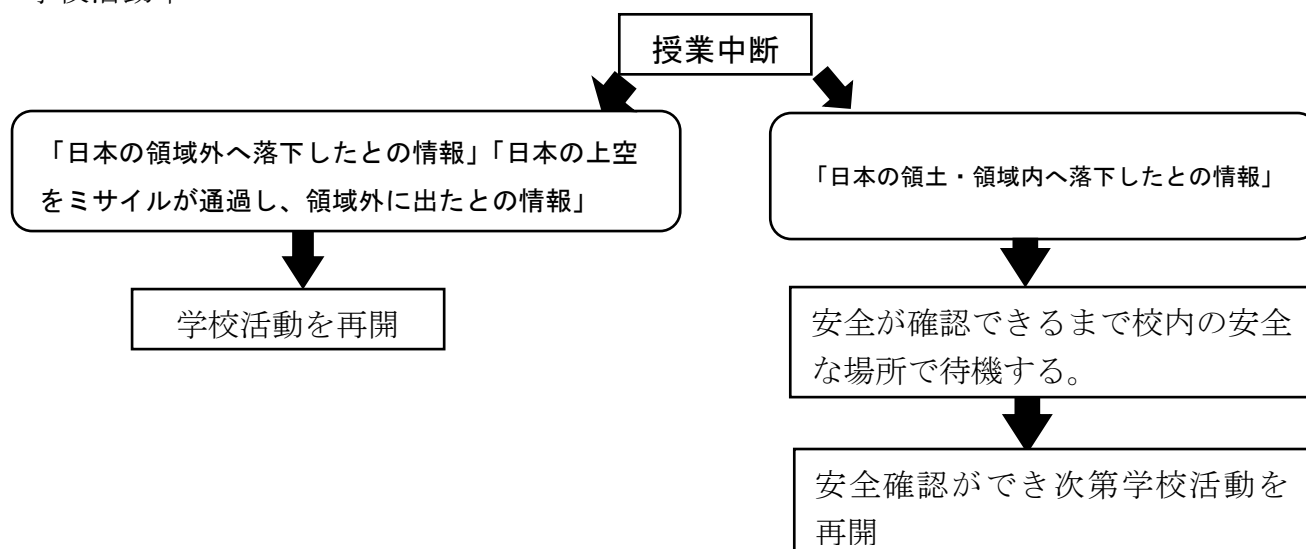 学校活動中
授業中断
「日本の領域外へ落下したとの情報」「日本の上空
をミサイルが通過し、領域外に出たとの情報」
「日本の領土・領域内へ落下したとの情報」
学校活動を再開
安全が確認できるまで校内の安全
な場所で待機する。
安全確認ができ次第学校活動を
再開